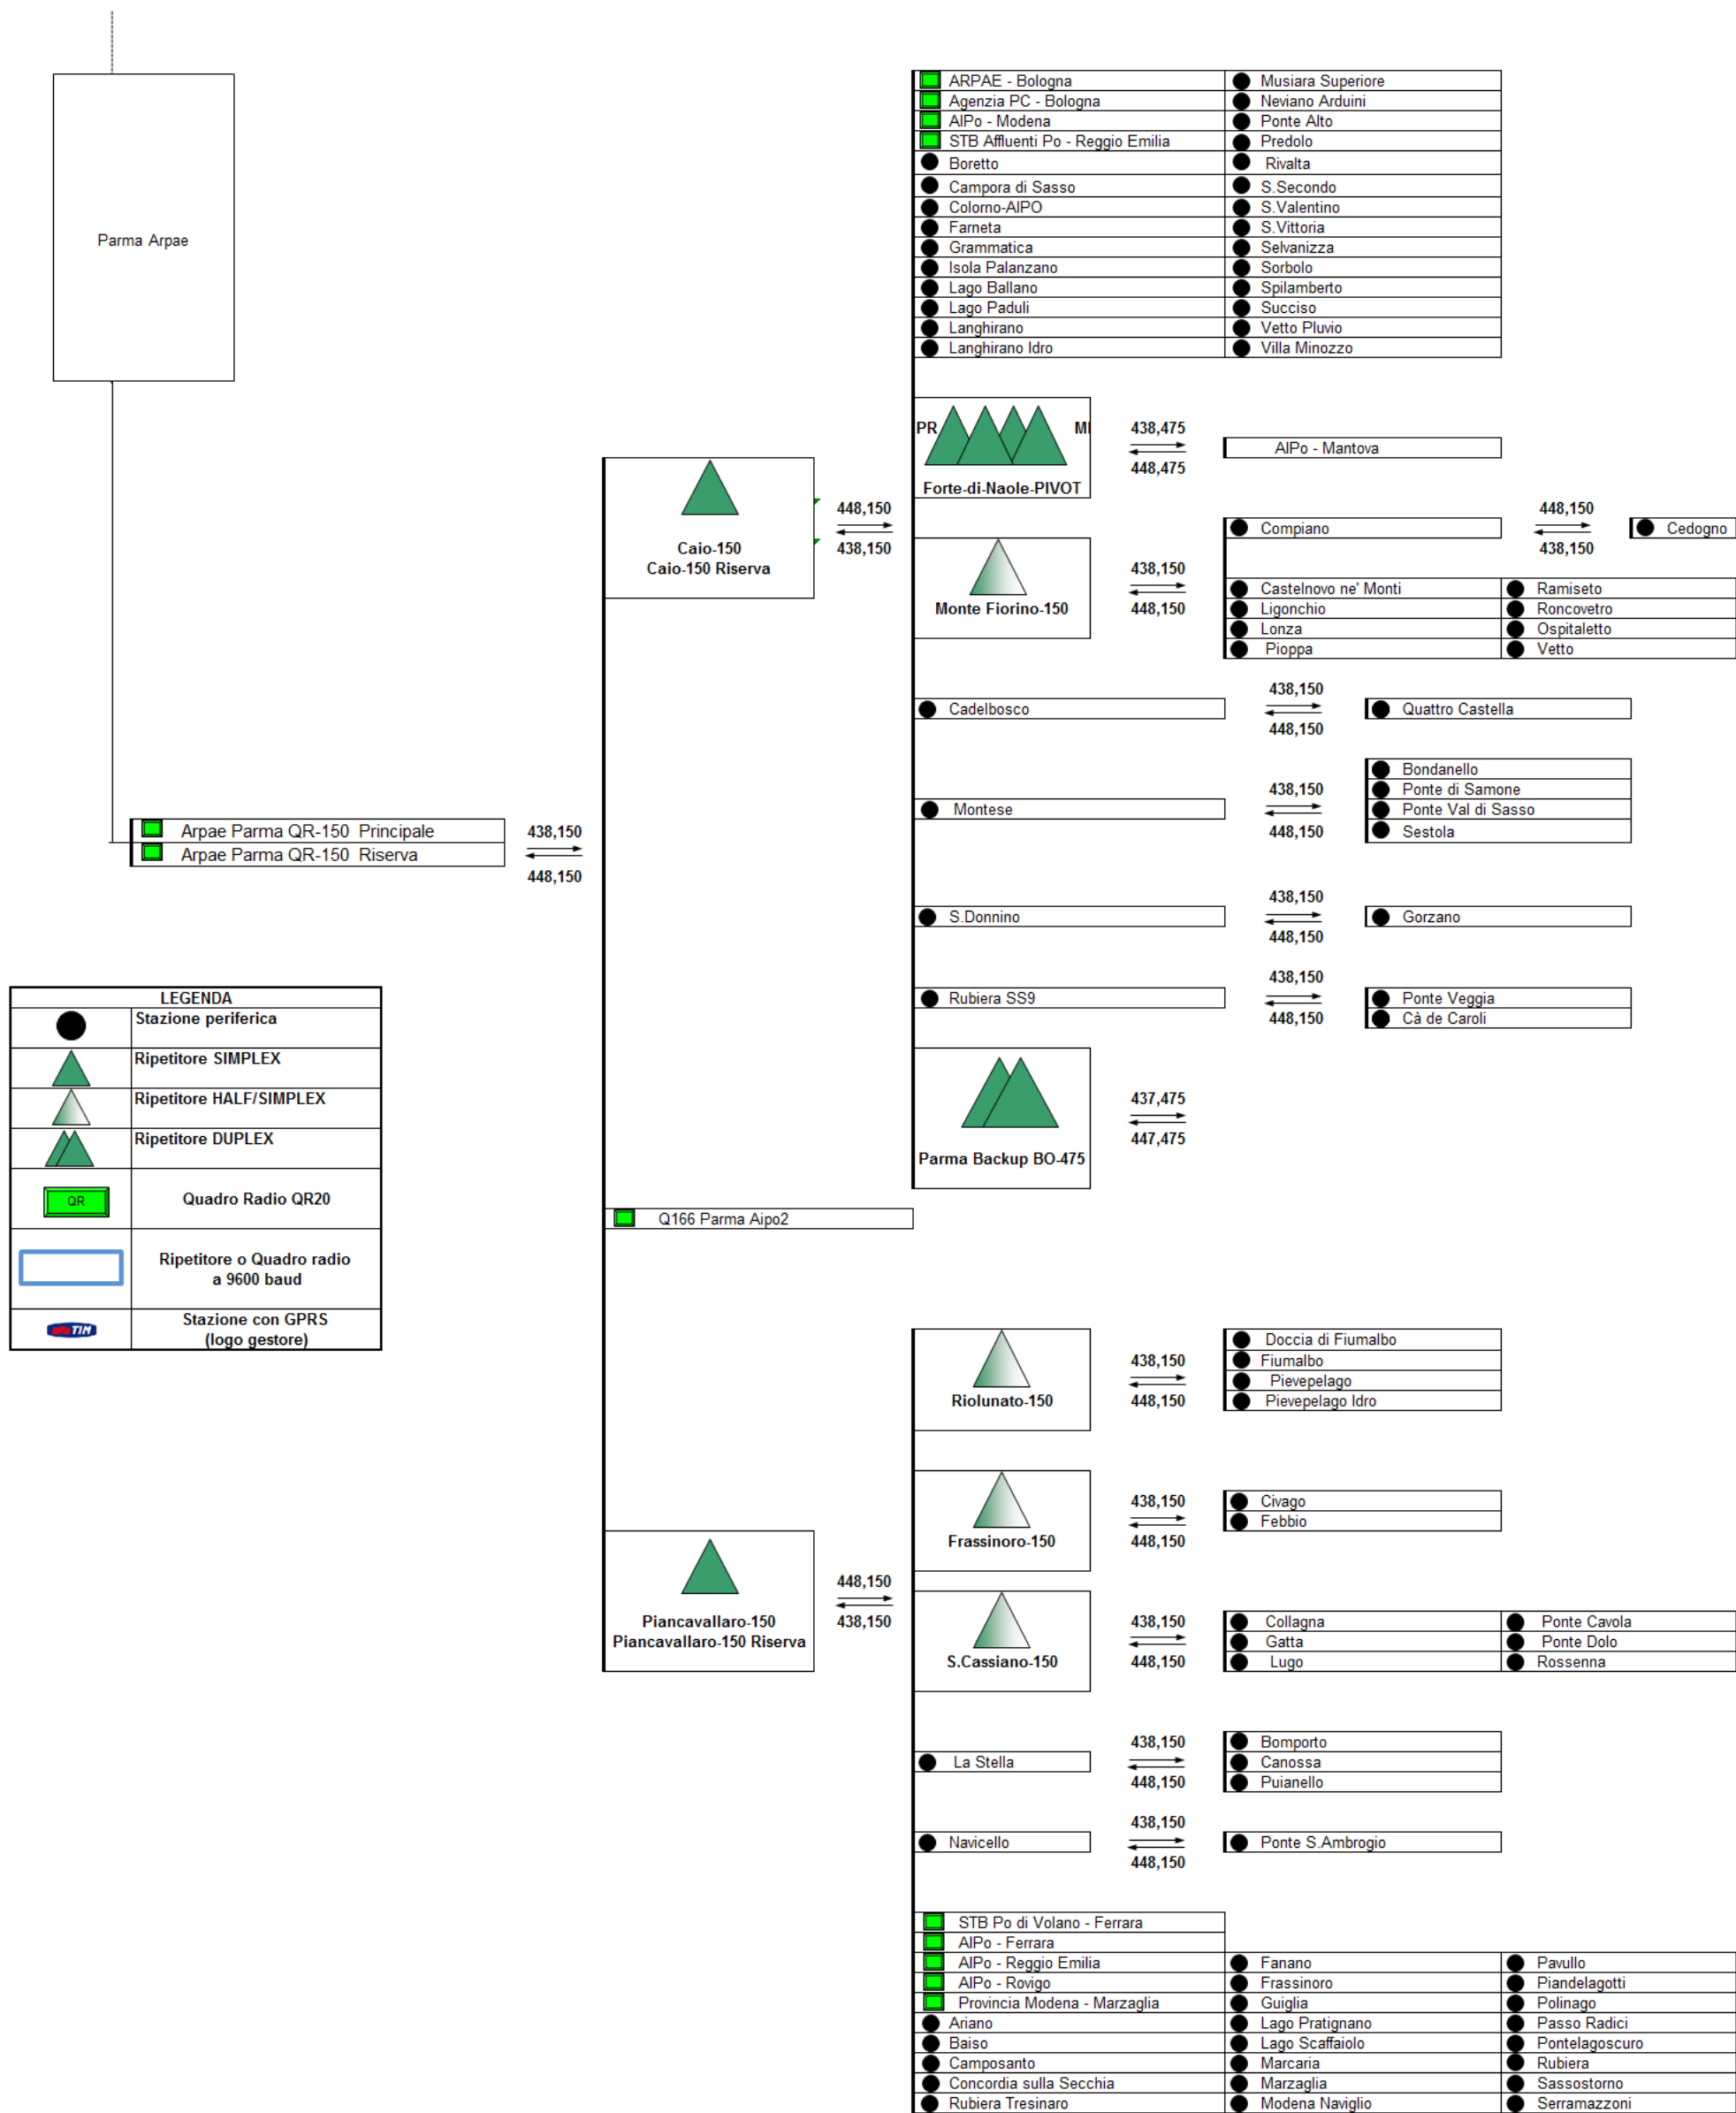 Parma Arpae
ARPAE - Bologna
Musiara Superiore
Agenzia PC - Bologna
Neviano Arduini
AIPo - Modena
Ponte Alto
STB Affluenti Po - Reggio Emilia
Predolo
Boretto
Rivalta
Campora di Sasso
S.Secondo
Colorno-AIPO
S.Valentino
Farneta
S.Vittoria
Grammatica
Selvanizza
Isola Palanzano
Sorbolo
Lago Ballano
Spilamberto
Lago Paduli
Succiso
Langhirano
Vetto Pluvio
Langhirano Idro
Villa Minozzo
PR
Forte-di-Naole-PIVOT
438,475
448,475
AIPo - Mantova
Caio-150
Caio-150 Riserva
448,150
438,150
Monte Fiorino-150
438,150
448,150
Compiano
448,150
438,150
Cedogno
Castelnovo ne' Monti
Ramiseto
Ligonchio
Roncovetro
Lonza
Ospitaletto
Pioppa
Vetto
Cadelbosco
438,150
448,150
Quattro Castella
Montese
438,150
448,150
Bondanello
Ponte di Samone
Ponte Val di Sasso
Sestola
Arpae Parma QR-150 Principale
Arpae Parma QR-150 Riserva
438,150
448,150
S.Donnino
438,150
448,150
Gorzano
Rubiera SS9
438,150
448,150
Ponte Veggia
Cà de Caroli
Parma Backup BO-475
437,475
447,475
LEGENDA
Stazione periferica
Ripetitore SIMPLEX
Ripetitore HALF/SIMPLEX
Ripetitore DUPLEX
QR
Quadro Radio QR20
Ripetitore o Quadro radio
a 9600 baud
TIM
Stazione con GPRS
(logo gestore)
Q166 Parma Aipo2
Riolunato-150
438,150
448,150
Doccia di Fiumalbo
Fiumalbo
Pievepelago
Pievepelago Idro
Frassinoro-150
438,150
448,150
Civago
Febbio
Piancavallaro-150
Piancavallaro-150 Riserva
448,150
438,150
S.Cassiano-150
438,150
448,150
Collagna
Ponte Cavola
Gatta
Ponte Dolo
Lugo
Rossenna
La Stella
438,150
448,150
Bomporto
Canossa
Puianello
Navicello
438,150
448,150
Ponte S.Ambrogio
STB Po di Volano - Ferrara
AIPo - Ferrara
AIPo - Reggio Emilia
Fanano
Pavullo
AIPo - Rovigo
Frassinoro
Piandelagotti
Provincia Modena - Marzaglia
Guiglia
Polinago
Ariano
Lago Pratignano
Passo Radici
Baiso
Lago Scaffaiolo
Pontelagoscuro
Camposanto
Marcaria
Rubiera
Concordia sulla Secchia
Marzaglia
Sassostorno
Rubiera Tresinaro
Modena Naviglio
Serramazzoni